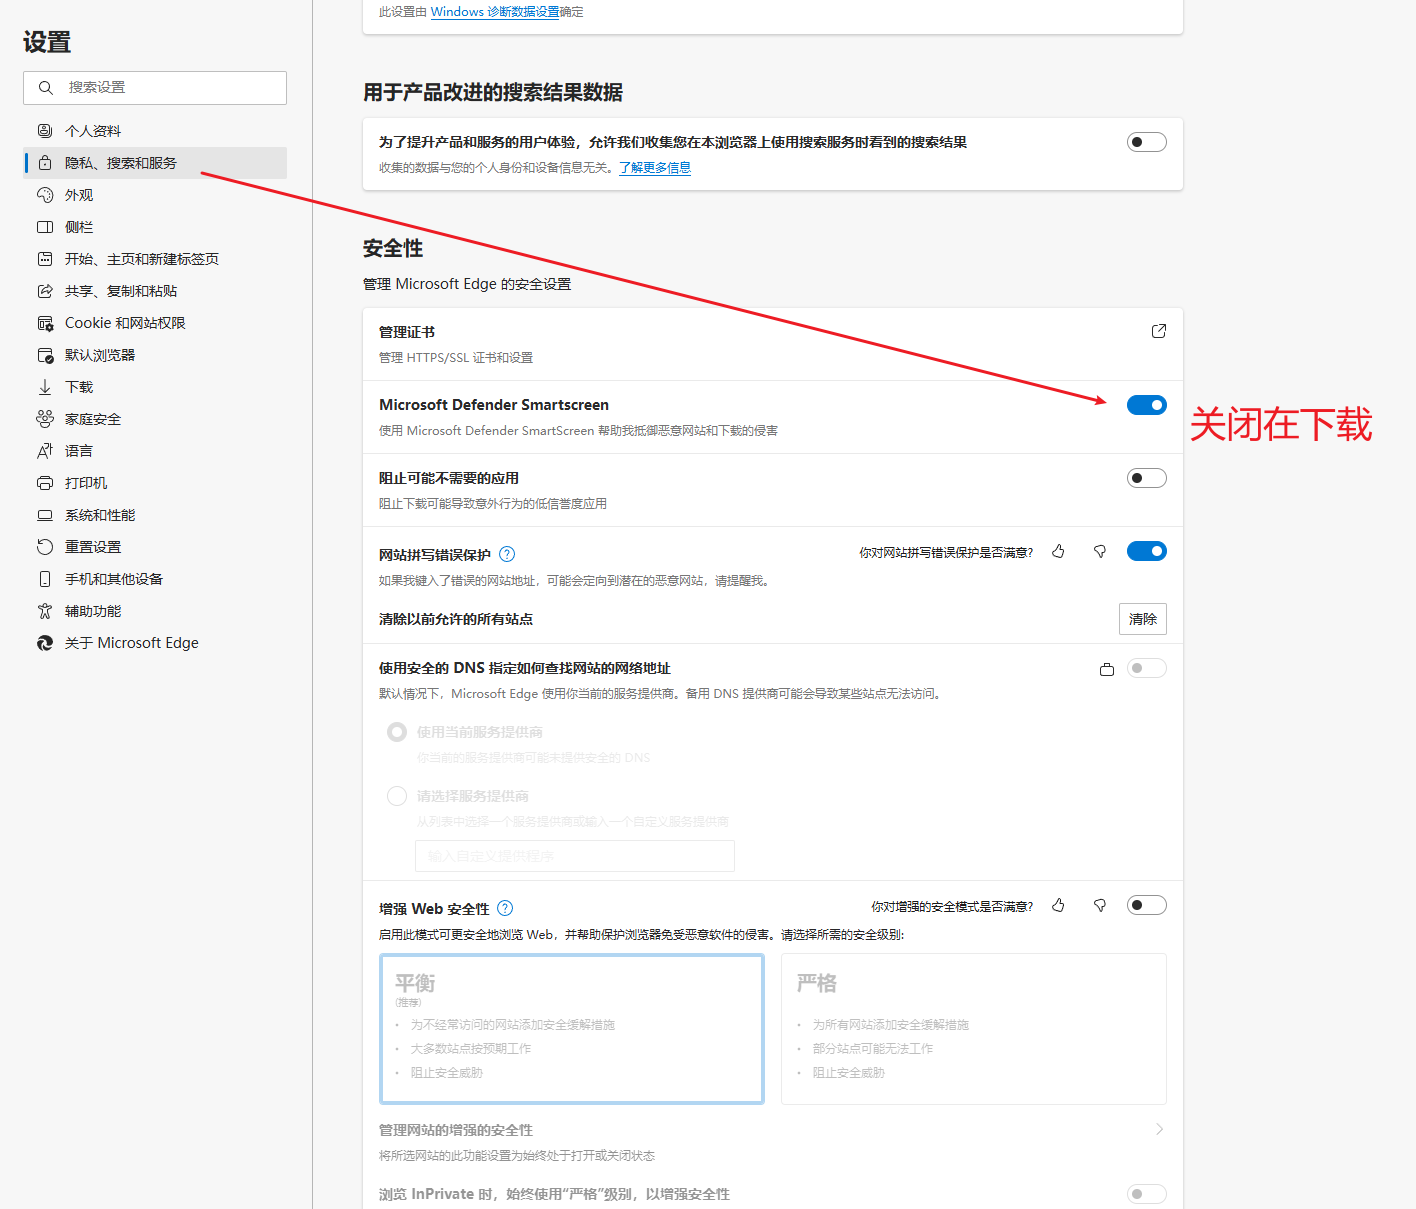 此设置由 Windows 诊断数据设置确定
设置
搜索设置
个人资料
隐私、搜索和服务
外观
侧栏
开始、主页和新建标签页
共享、复制和粘贴
Cookie 和网站权限
默认浏览器
下载
家庭安全
语言
打印机
系统和性能
重置设置
手机和其他设备
辅助功能
关于 Microsoft Edge
用于产品改进的搜索结果数据
为了提升产品和服务的用户体验，允许我们收集您在本浏览器上使用搜索服务时看到的搜索结果
收集的数据与您的个人身份和设备信息无关。了解更多信息
安全性
管理 Microsoft Edge 的安全设置
管理证书
管理 HTTPS/SSL 证书和设置
Microsoft Defender Smartscreen
使用 Microsoft Defender SmartScreen 帮助我抵御恶意网站和下载的侵害
关闭在下载
阻止可能不需要的应用
阻止下载可能导致意外行为的低信誉度应用
网站拼写错误保护
你对网站拼写错误保护是否满意?
如果我键入了错误的网站地址，可能会定向到潜在的恶意网站，请提醒我。
清除以前允许的所有站点
清除
使用安全的 DNS 指定如何查找网站的网络地址
默认情况下，Microsoft Edge 使用你当前的服务提供商。备用 DNS 提供商可能会导致某些站点无法访问。
使用当前服务提供商
你当前的服务提供商可能未提供安全的 DNS
请选择服务提供商
从列表中选择一个服务提供商或输入一个自定义服务提供商
输入自定义提供程序
增强 Web 安全性
你对增强的安全模式是否满意?
启用此模式可更安全地浏览 Web，并帮助保护浏览器免受恶意软件的侵害。请选择所需的安全级别:
平衡
(推荐)
• 为不经常访问的网站添加安全缓解措施
• 大多数站点按预期工作
• 阻止安全威胁
严格
• 为所有网站添加安全缓解措施
• 部分站点可能无法工作
• 阻止安全威胁
管理网站的增强的安全性
将所选网站的此功能设置为始终处于打开或关闭状态
浏览 InPrivate 时，始终使用“严格”级别，以增强安全性